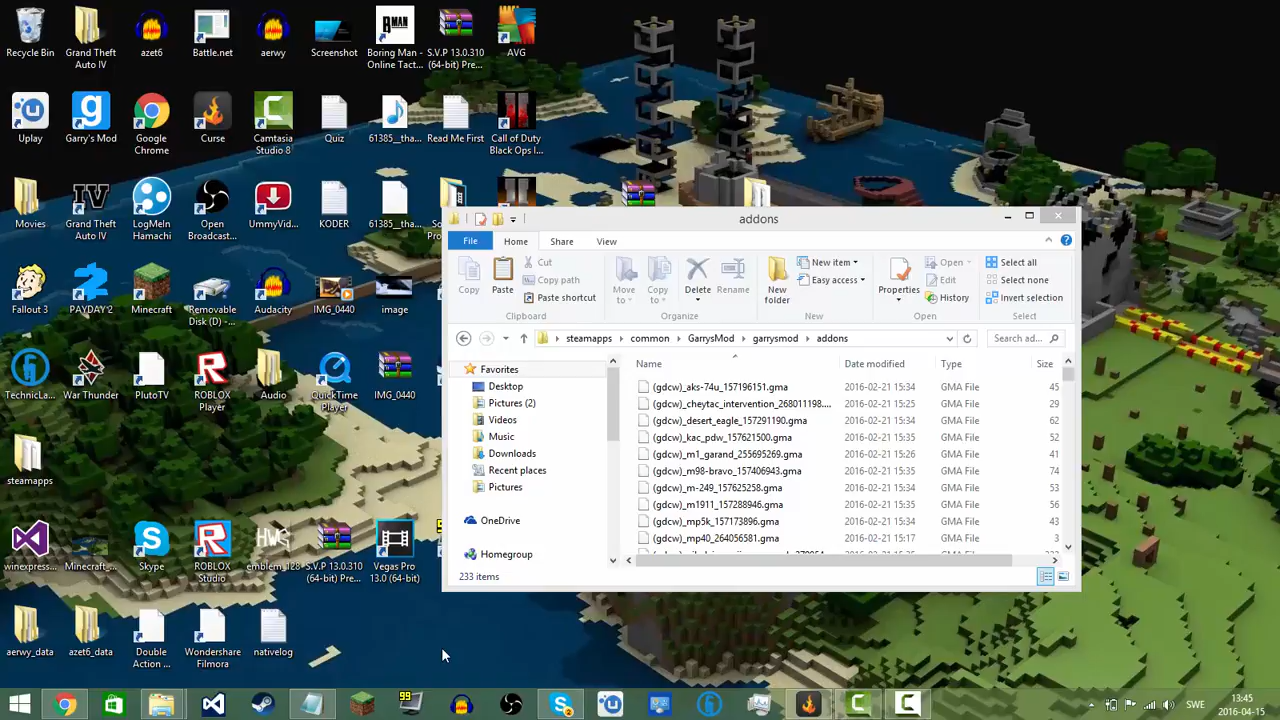 Recycle Bin
Grand Theft Auto IV
azet6
Battle.net
aerwy
Screenshot
BMAN
Boring Man - Online Tact...
S.V.P 13.0.310 (64-bit) Pre...
AVG
Uplay
Garry's Mod
Google Chrome
Curse
Camtasia Studio 8
Quiz
61385__tha...
Read Me First
Call of Duty Black Ops I...
Movies
Grand Theft Auto IV
LogMeIn Hamachi
Open Broadcast...
UmmyVid...
KODER
61385__tha...
Fallout 3
PAYDAY 2
Minecraft
Removable Disk (D) -...
Audacity
IMG_0440
image
TechnicLa...
War Thunder
PlutoTV
ROBLOX Player
Audio
QuickTime Player
IMG_0440
steamapps
winexpress...
Minecraft_...
Skype
ROBLOX Studio
emblem_128
S.V.P 13.0.310 (64-bit) Pre...
Vegas Pro 13.0 (64-bit)
aerwy_data
azet6_data
Double Action ...
Wondershare Filmora
nativelog
addons
File Home Share View
Copy
Paste
Cut
Copy path
Paste shortcut
Clipboard
Move to
Copy to
Delete
Rename
Organize
New folder
New item
Easy access
New
Properties
Open
Edit
History
Open
Select all
Select none
Invert selection
Select
steamapps common GarrysMod garrysmod addons
Search ad...
Favorites
Desktop
Pictures (2)
Videos
Music
Downloads
Recent places
Pictures
OneDrive
Homegroup
Name Date modified Type Size
(gdcw)_aks-74u_157196151.gma 2016-02-21 15:34 GMA File 45
(gdcw)_cheytac_intervention_268011198.... 2016-02-21 15:25 GMA File 29
(gdcw)_desert_eagle_157291190.gma 2016-02-21 15:34 GMA File 62
(gdcw)_kac_pdw_157621500.gma 2016-02-21 15:35 GMA File 52
(gdcw)_m1_garand_255695269.gma 2016-02-21 15:26 GMA File 41
(gdcw)_m98-bravo_157406943.gma 2016-02-21 15:35 GMA File 74
(gdcw)_m-249_157625258.gma 2016-02-21 15:34 GMA File 53
(gdcw)_m1911_157288946.gma 2016-02-21 15:35 GMA File 56
(gdcw)_mp5k_157173896.gma 2016-02-21 15:34 GMA File 43
(gdcw)_mp40_264056581.gma 2016-02-21 15:17 GMA File 3
233 items
99
2
SWE
13:45
2016-04-15